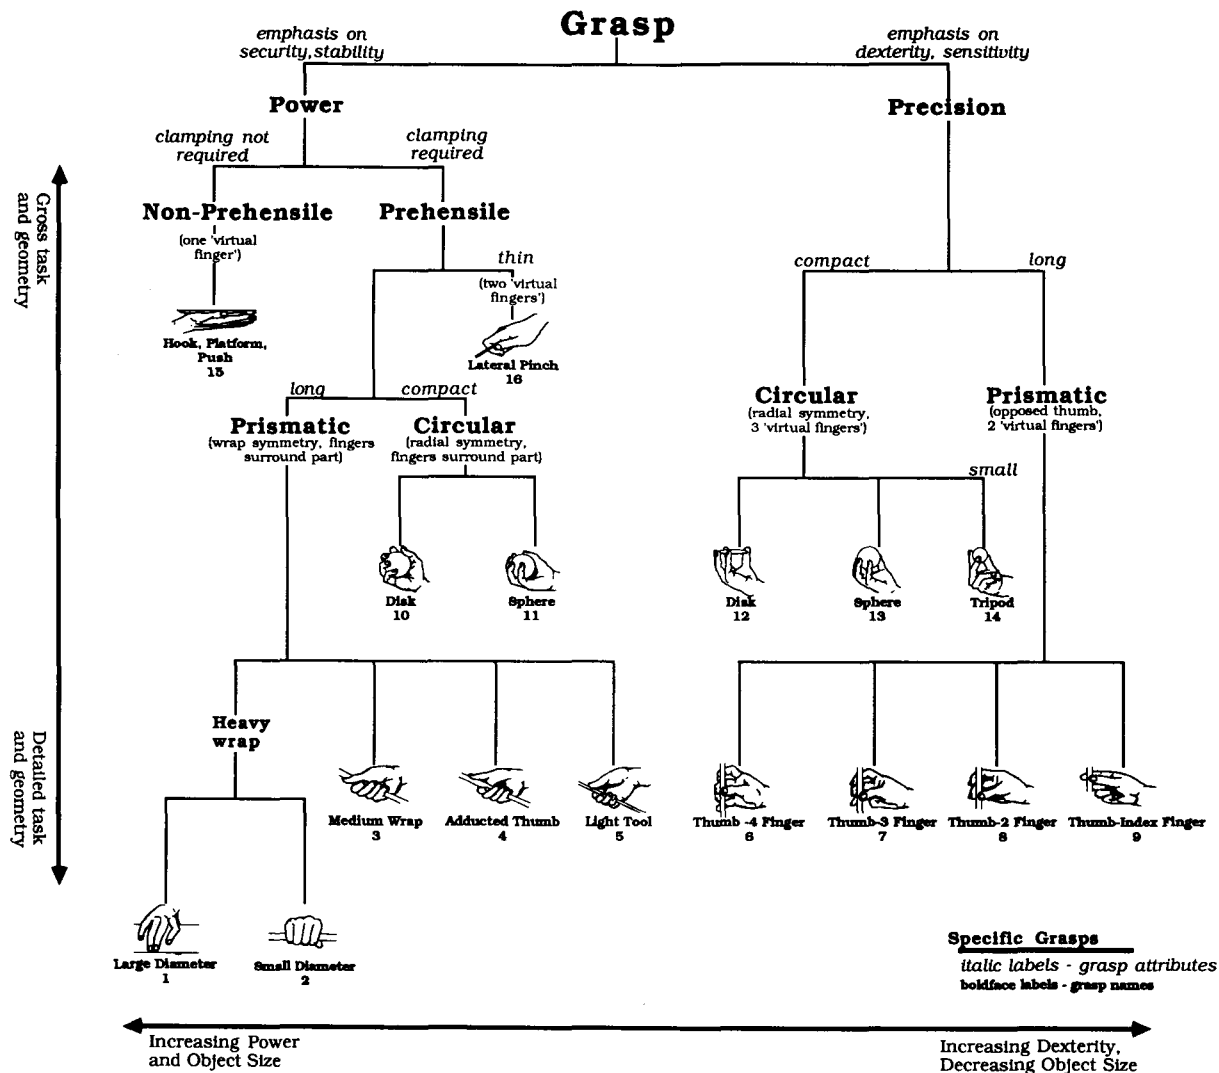 Grasp
emphasis on
security,stability
emphasis on
dexterity, sensitivity
Power
Precision
clamping not
required
clamping
required
Gross task
and geometry
Non-Prehensile
(one 'virtual
finger')
Prehensile
thin
(two 'virtual
fingers')
compact
long
Hook, Platform,
Push
15
Lateral Pinch
16
long
compact
Prismatic
(wrap symmetry, fingers
surround part)
Circular
(radial symmetry,
fingers surround part)
Circular
(radial symmetry,
3 'virtual fingers')
Prismatic
(opposed thumb,
2 'virtual fingers')
small
Disk
10
Sphere
11
Disk
12
Sphere
13
Tripod
14
Detailed task
and geometry
Heavy
wrap
Medium Wrap
3
Adducted Thumb
4
Light Tool
5
Thumb -4 Finger
6
Thumb-3 Finger
7
Thumb-2 Finger
8
Thumb-Index Finger
9
Large Diameter
1
Small Diameter
2
Specific Grasps
italic labels - grasp attributes
boldface labels - grasp names
Increasing Power
and Object Size
Increasing Dexterity,
Decreasing Object Size